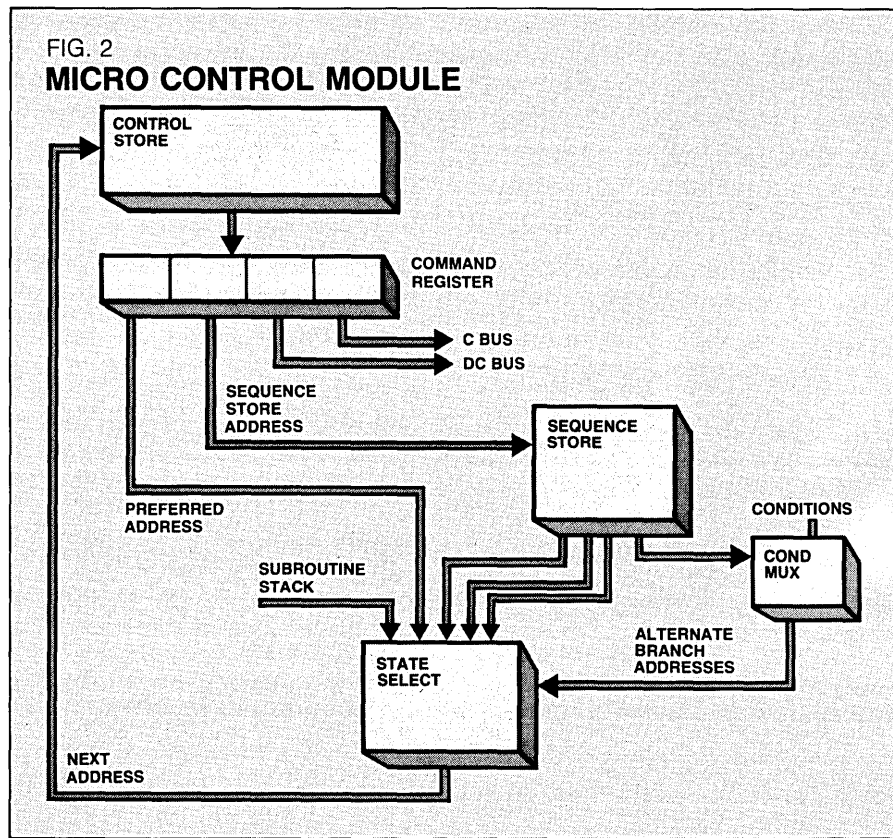 FIG. 2
MICRO CONTROL MODULE
CONTROL
STORE
COMMAND
REGISTER
C BUS
DC BUS
SEQUENCE
STORE
ADDRESS
SEQUENCE
STORE
PREFERRED
ADDRESS
CONDITIONS
COND
MUX
SUBROUTINE
STACK
ALTERNATE
BRANCH
ADDRESSES
STATE
SELECT
NEXT
ADDRESS